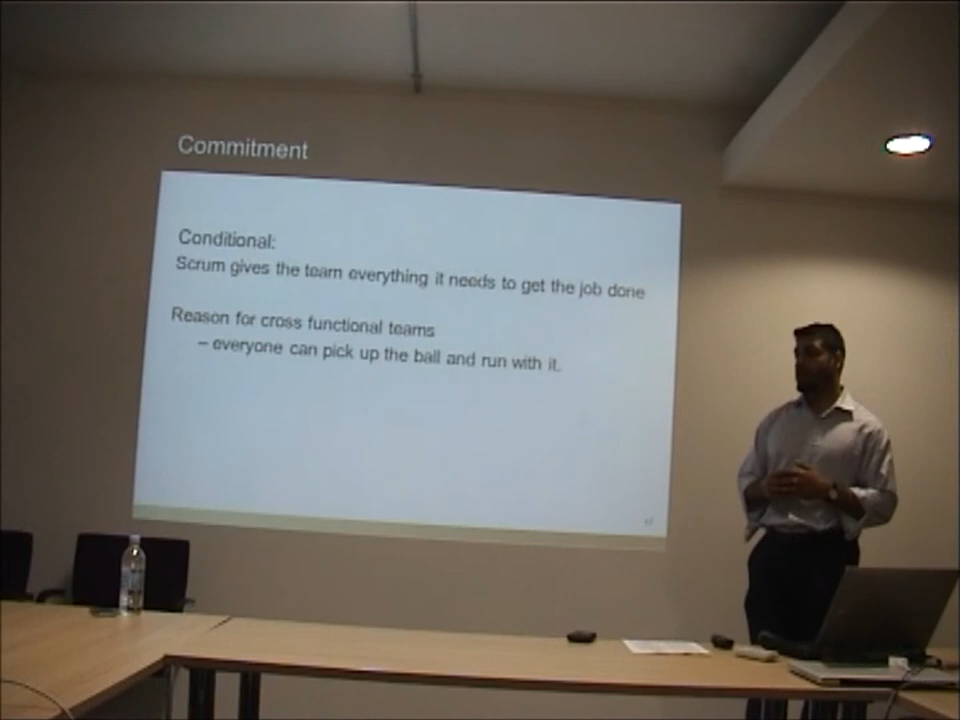 Commitment
Conditional:
Scrum gives the team everything it needs to get the job done
Reason for cross functional teams
– everyone can pick up the ball and run with it.